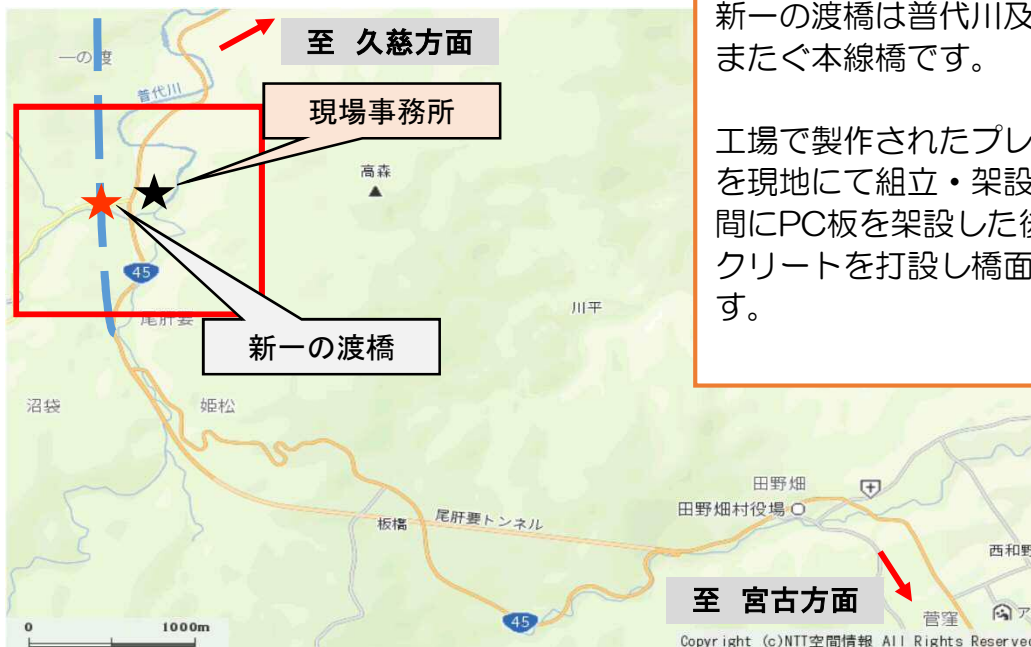 新一の渡橋は普代川及
またぐ本線橋です。
工場で製作されたプレ
を現地にて組立・架設
間にPC板を架設した後
クリートを打設し橋面
す。
至 久慈方面
一の渡
普代川
現場事務所
高森
45
尾肝要
川平
新一の渡橋
沼袋
姫松
田野畑
田野畑村役場
板橋
尾肝要トンネル
西和野
至 宮古方面
45
菅窪
ア
0 1000m
Copyright (c)NTT空間情報 All Rights Reserved